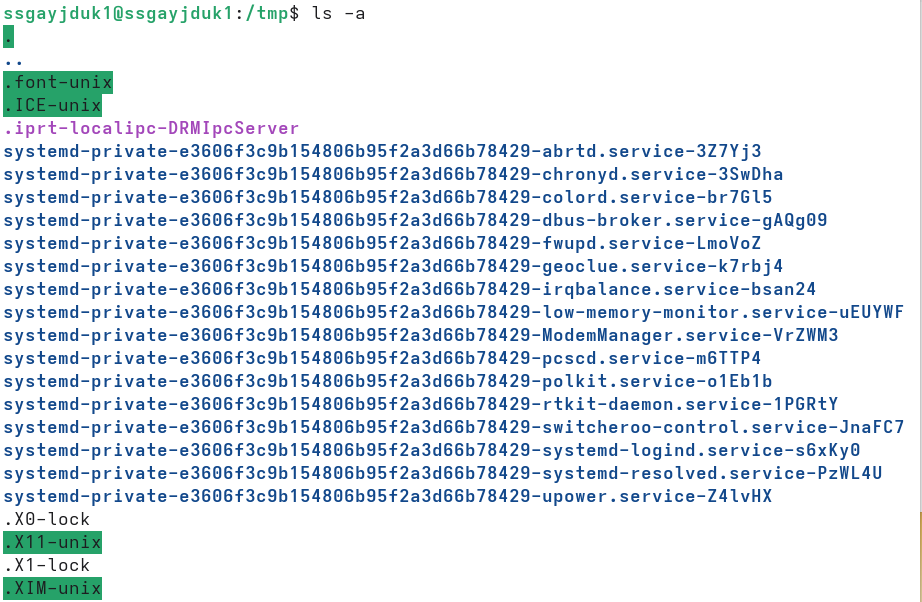 ssgayjduk1@ssgayjduk1:/tmp$ ls -a
.
..
.font-unix
.ICE-unix
.iprt-localipc-DRMIpcServer
systemd-private-e3606f3c9b154806b95f2a3d66b78429-abrtd.service-3Z7Yj3
systemd-private-e3606f3c9b154806b95f2a3d66b78429-chronyd.service-3SwDha
systemd-private-e3606f3c9b154806b95f2a3d66b78429-colord.service-br7Gl5
systemd-private-e3606f3c9b154806b95f2a3d66b78429-dbus-broker.service-gAQg09
systemd-private-e3606f3c9b154806b95f2a3d66b78429-fwupd.service-LmoVoZ
systemd-private-e3606f3c9b154806b95f2a3d66b78429-geoclue.service-k7rbj4
systemd-private-e3606f3c9b154806b95f2a3d66b78429-irqbalance.service-bsan24
systemd-private-e3606f3c9b154806b95f2a3d66b78429-low-memory-monitor.service-uEUYWF
systemd-private-e3606f3c9b154806b95f2a3d66b78429-ModemManager.service-VrZWM3
systemd-private-e3606f3c9b154806b95f2a3d66b78429-pcscd.service-m6TTP4
systemd-private-e3606f3c9b154806b95f2a3d66b78429-polkit.service-o1Eb1b
systemd-private-e3606f3c9b154806b95f2a3d66b78429-rtkit-daemon.service-1PGRtY
systemd-private-e3606f3c9b154806b95f2a3d66b78429-switcheroo-control.service-JnaFC7
systemd-private-e3606f3c9b154806b95f2a3d66b78429-systemd-logind.service-s6xKy0
systemd-private-e3606f3c9b154806b95f2a3d66b78429-systemd-resolved.service-PzWL4U
systemd-private-e3606f3c9b154806b95f2a3d66b78429-upower.service-Z4lvHX
.X0-lock
.X11-unix
.X1-lock
.XIM-unix